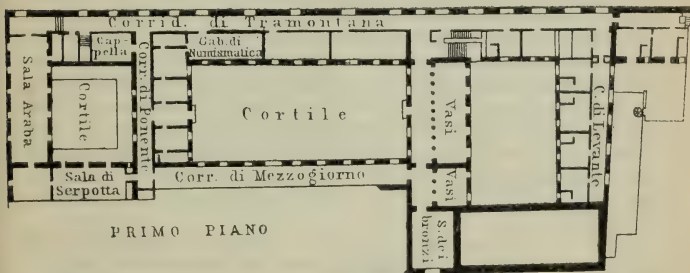 Corrid. di Tramontana
Cap-
pella
Gab. di
Numismatica
Sala Araba
Cortile
Corr. di Ponente
Cortile
Vasi
C. di Levante
Sala di
Serpotta
Corr. di Mezzogiorno
Vasi
PRIMO PIANO
S. dei
bronzi